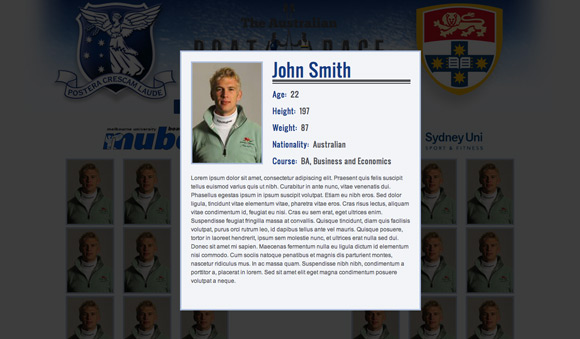 The Australian
BOAT RACE
POSTERA CRESCAM LAUDE
Sydney Uni
SPORT & FITNESS
John Smith
Age: 22
Height: 197
Weight: 87
Nationality: Australian
Course: BA, Business and Economics
Lorem ipsum dolor sit amet, consectetur adipiscing elit. Praesent quis felis suscipit
tellus euismod varius quis ut nibh. Curabitur in ante nunc, vitae venenatis dui.
Phasellus egestas ipsum in ipsum suscipit volutpat. Etiam eu nibh eros. Sed dolor
ligula, tincidunt vitae elementum vitae, pharetra vitae eros. Cras risus lectus, aliquam
vitae condimentum id, feugiat eu nisi. Cras eu sem erat, eget ultrices enim.
Suspendisse feugiat fringilla massa at convallis. Quisque tincidunt, diam quis facilisis
volutpat, purus orci rutrum leo, id dapibus tellus ante vel mauris. Quisque posuere,
tortor in laoreet hendrerit, ipsum sem molestie nunc, et ultrices erat nulla sed dui.
Donec sit amet mi sapien. Maecenas fermentum nulla eu ligula dictum id elementum
nisi commodo. Cum sociis natoque penatibus et magnis dis parturient montes,
nascetur ridiculus mus. In ac massa quam. Suspendisse nibh nibh, condimentum a
porttitor a, placerat in lorem. Sed sit amet elit eget magna condimentum posuere
volutpat a neque.